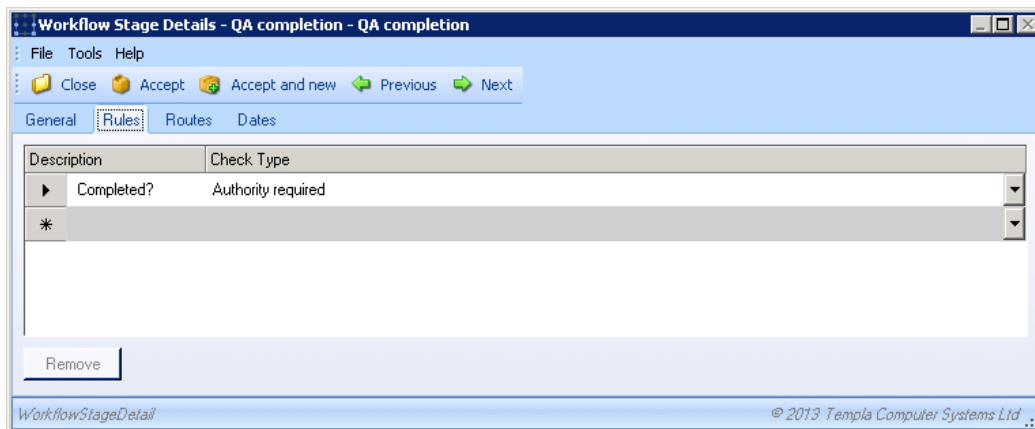 Workflow Stage Details - QA completion - QA completion
File Tools Help
Close Accept Accept and new Previous Next
General Rules Routes Dates
Description Check Type
Completed? Authority required
Remove
WorkflowStageDetail © 2013 Templa Computer Systems Ltd